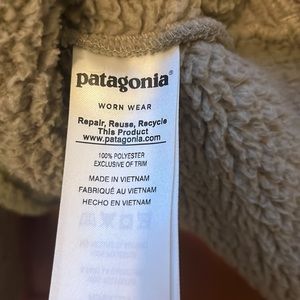 patagonia®
WORN WEAR
Repair, Reuse, Recycle
This Product
www.patagonia.com
100% POLYESTER
EXCLUSIVE OF TRIM
MADE IN VIETNAM
FABRIQUÉ AU VIETNAM
HECHO EN VIETNAM